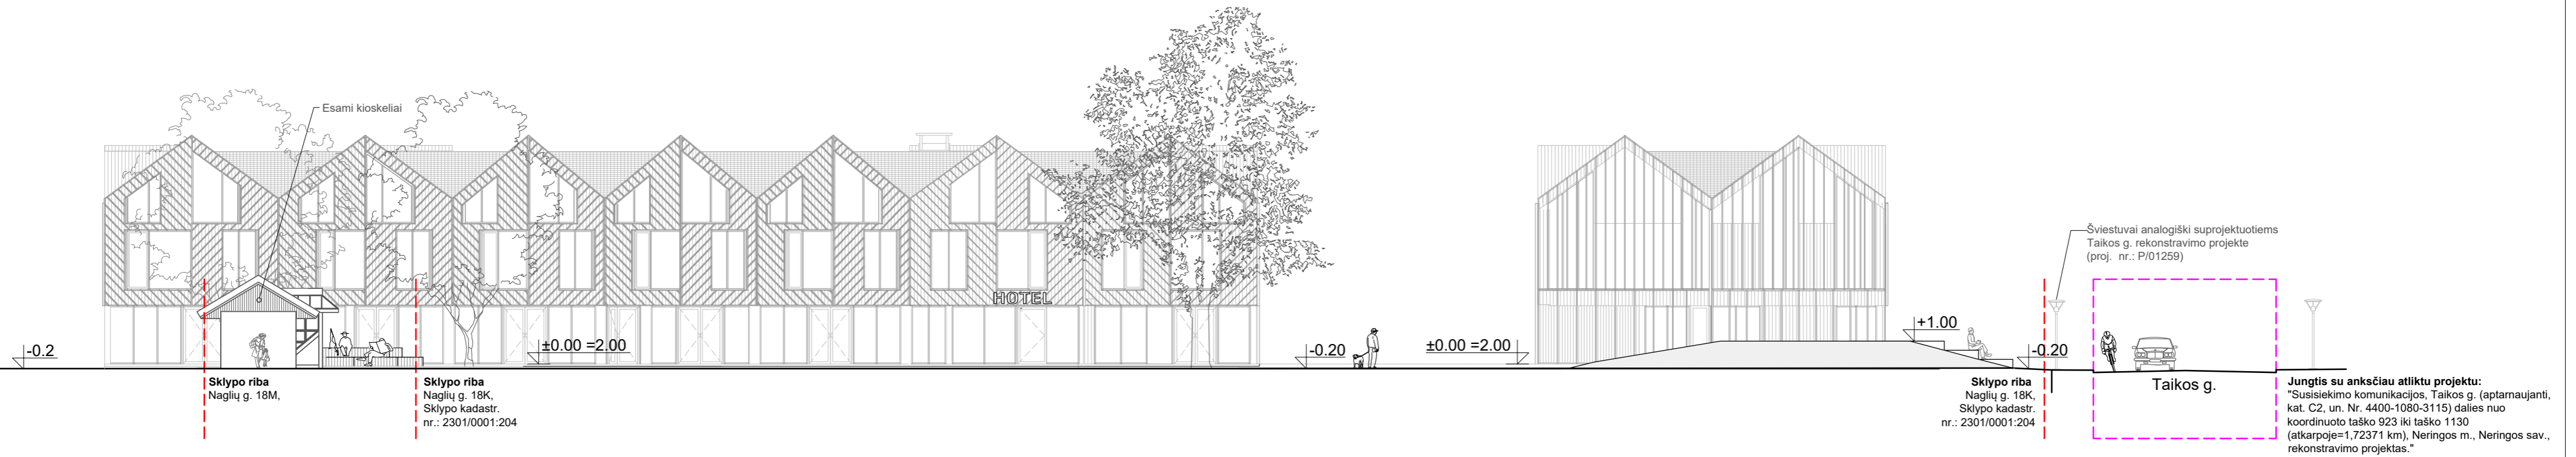 Esami kioskeliai
Šviestuvai analogiški suprojektuotiems
Taikos g. rekonstravimo projekte
(proj. nr.: P/01259)
HOTEL
-0.2
±0.00 =2.00
-0.20
±0.00 =2.00
+1.00
-0.20
Sklypo riba
Naglių g. 18M,
Sklypo riba
Naglių g. 18K,
Sklypo kadastr.
nr.: 2301/0001:204
Sklypo riba
Naglių g. 18K,
Sklypo kadastr.
nr.: 2301/0001:204
Taikos g.
Jungtis su anksčiau atliktu projektu:
"Susisiekimo komunikacijos, Taikos g. (aptarnaujanti,
kat. C2, un. Nr. 4400-1080-3115) dalies nuo
koordinuoto taško 923 iki taško 1130
(atkarpoje=1,72371 km), Neringos m., Neringos sav.,
rekonstravimo projektas."